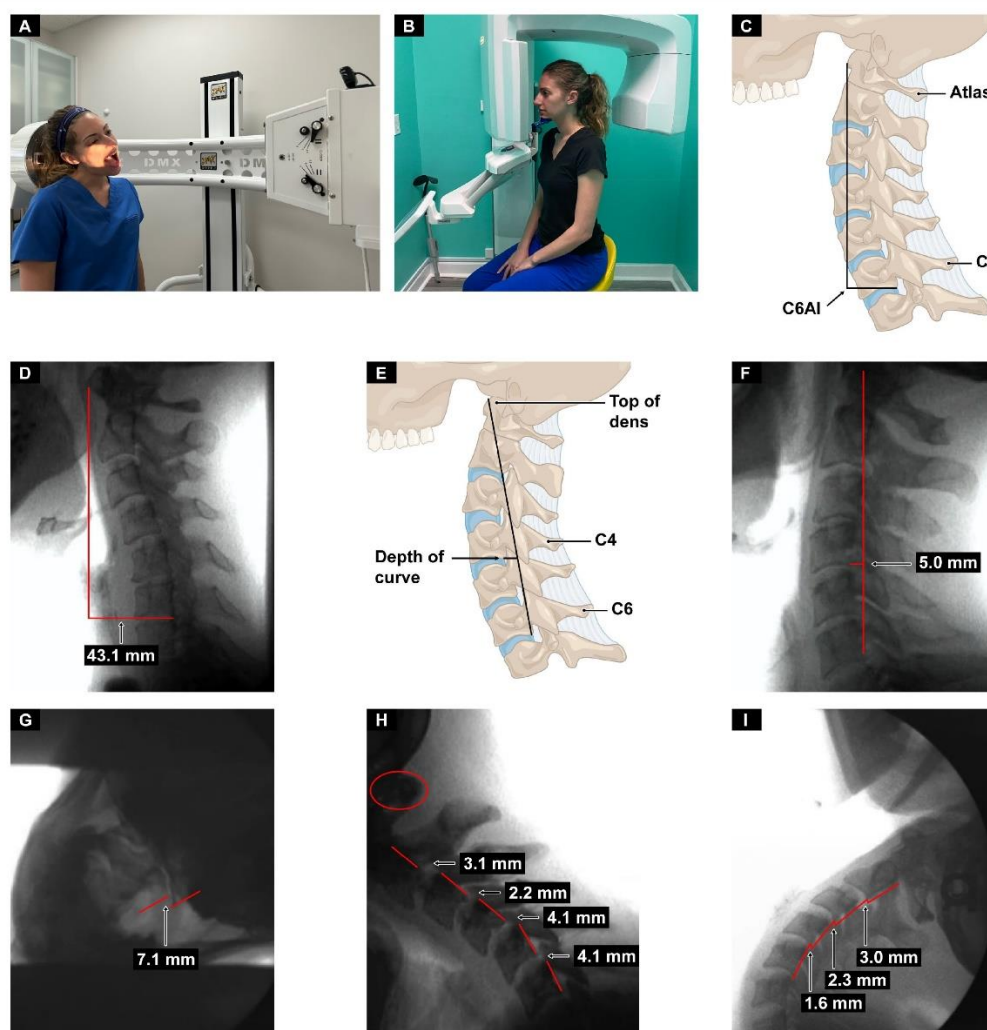 A
DMX
DMX
B
C
Atlas
C
C6AI
D
43.1 mm
E
Top of
dens
C4
Depth of
curve
C6
F
5.0 mm
G
7.1 mm
H
3.1 mm
2.2 mm
4.1 mm
4.1 mm
I
3.0 mm
2.3 mm
1.6 mm